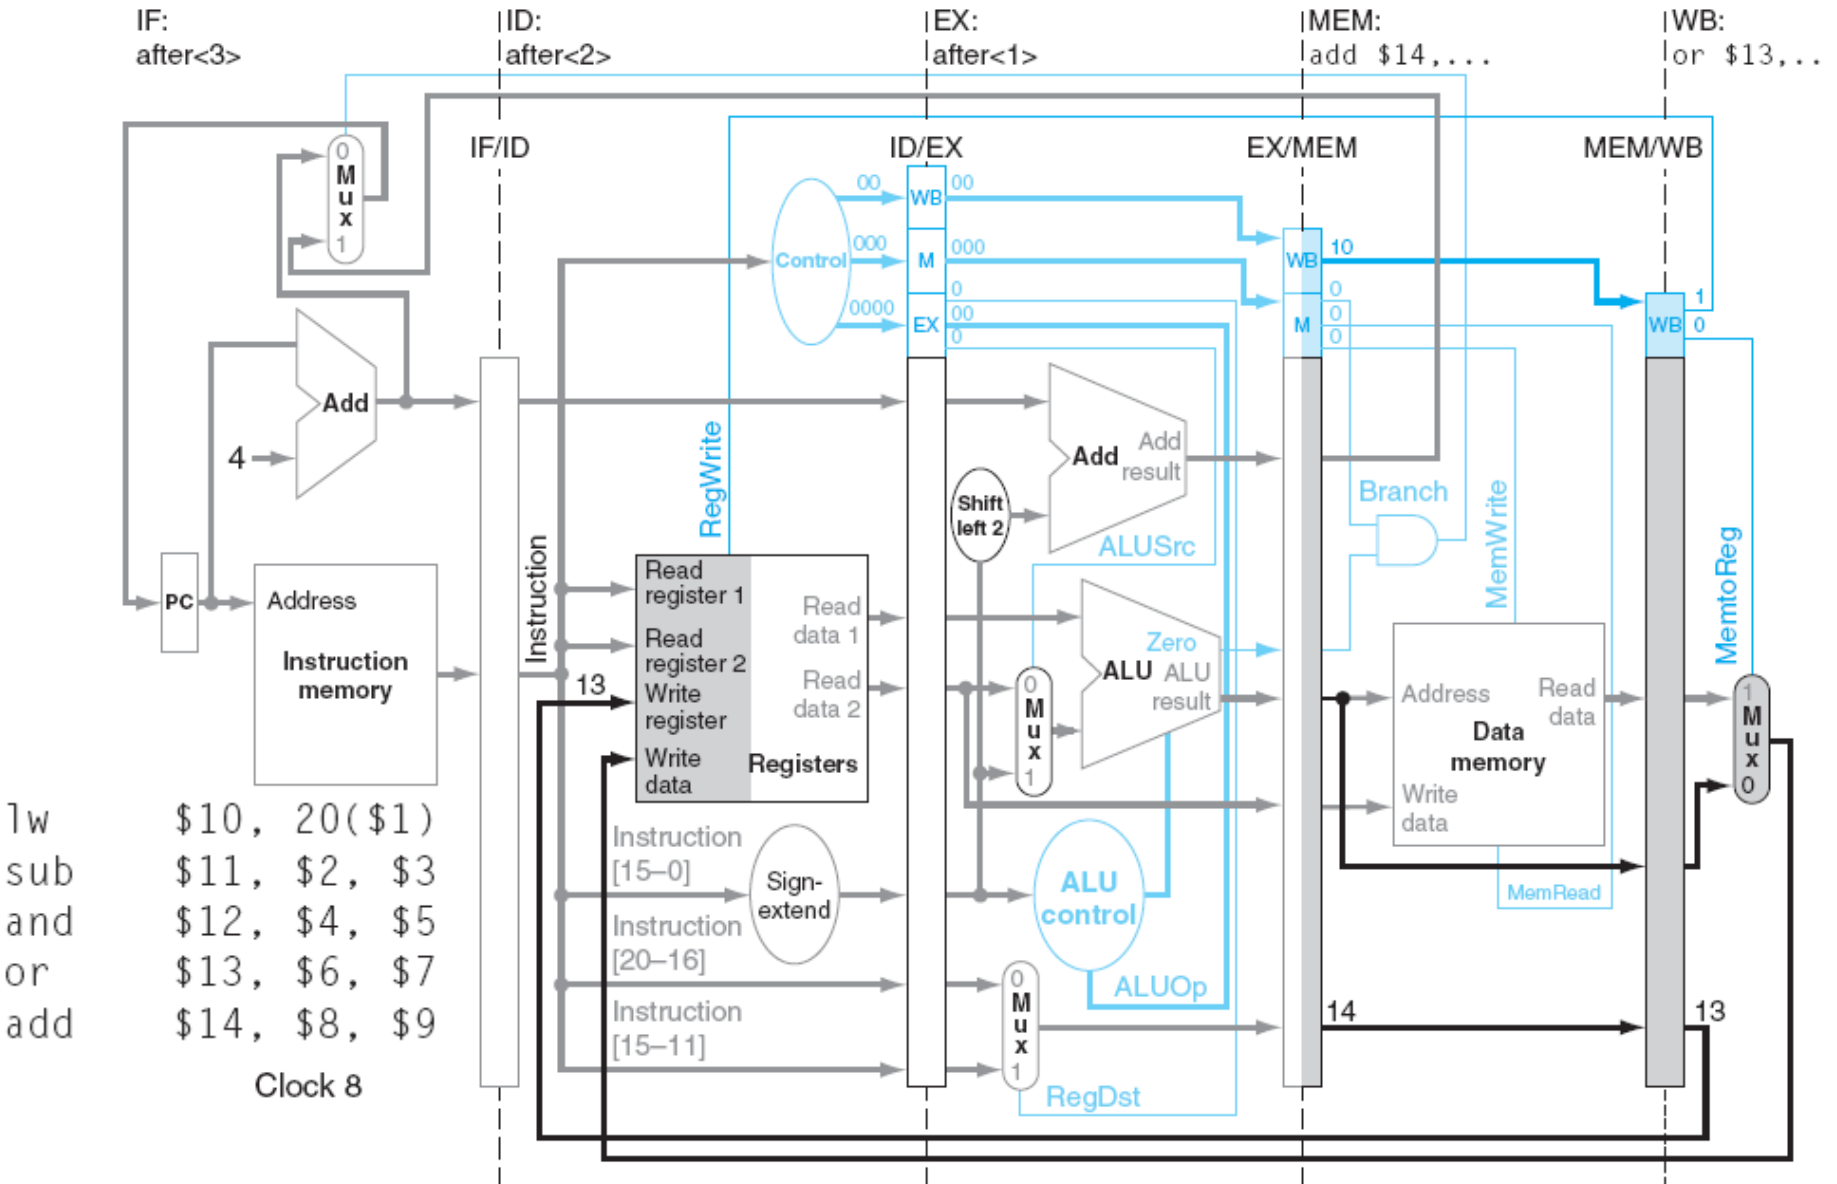 IF:
after<3>
ID:
after<2>
EX:
after<1>
MEM:
add $14,...
WB:
or $13,..
IF/ID
ID/EX
EX/MEM
MEM/WB
0
Mux
1
Control
00
WB
00
000
M
000
0000
EX
0
00
0
WB
10
M
0
0
0
WB
1
0
Add
4
RegWrite
Shift
left 2
Add
Add
result
ALUSrc
Branch
MemWrite
MemtoReg
PC
Address
Instruction
memory
Instruction
Read
register 1
Read
register 2
13
Write
register
Write
data
Read
data 1
Read
data 2
Registers
0
Mux
1
Zero
ALU
ALU
result
Address
Read
data
Data
memory
Write
data
MemRead
1
Mux
0
lw $10, 20($1)
sub $11, $2, $3
and $12, $4, $5
or $13, $6, $7
add $14, $8, $9
Clock 8
Instruction
[15–0]
Sign-
extend
Instruction
[20–16]
Instruction
[15–11]
ALU
control
ALUOp
0
Mux
1
RegDst
14
13